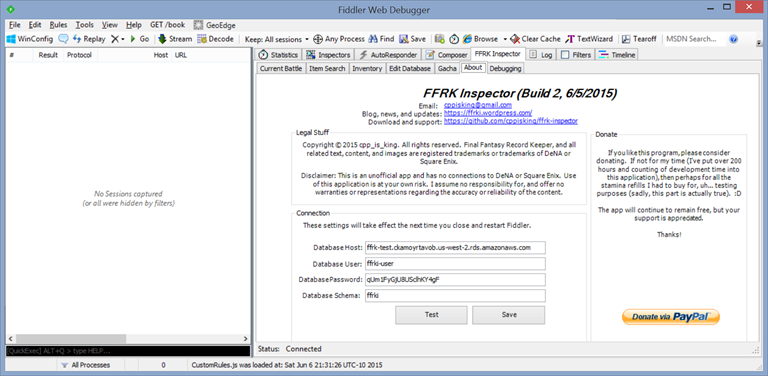 Fiddler Web Debugger
File Edit Rules Tools View Help GET /book GeoEdge
WinConfig Replay Go Stream Decode Keep: All sessions Any Process Find Save Browse Clear Cache TextWizard Tearoff MSDN Search...
# Result Protocol Host URL
Statistics Inspectors AutoResponder Composer FFRK Inspector Log Filters Timeline
Current Battle Item Search Inventory Edit Database Gacha About Debugging
FFRK Inspector (Build 2, 6/5/2015)
Email: cppisking@gmail.com
Blog, news, and updates: https://ffrki.wordpress.com/
Download and support: https://github.com/cppisking/ffrk-inspector
Legal Stuff
Copyright © 2015 cpp_is_king. All rights reserved. Final Fantasy Record Keeper, and all
related text, content, and images are registered trademarks or trademarks of DeNA or
Square Enix.
Disclaimer: This is an unofficial app and has no connections to DeNA or Square Enix. Use
of this application is at your own risk. I assume no responsibility for, and offer no
warranties or representations regarding the accuracy or reliability of the content.
Donate
If you like this program, please consider
donating. If not for my time (I've put over 200
hours and counting of development time into
this application), then perhaps for all the
stamina refills I had to buy for, uh... testing
purposes (sadly, this part is actually true). :D
The app will continue to remain free, but your
support is appreciated.
Thanks!
Donate via PayPal
No Sessions captured
(or all were hidden by filters)
Connection
These settings will take effect the next time you close and restart Fiddler.
Database Host: ffrk-test.ckamoyrtavob.us-west-2.rds.amazonaws.com
Database User: ffrki-user
Database Password: qUm1FyGjU8USclhKY4gF
Database Schema: ffrki
Test Save
[QuickExec] ALT+Q > type HELP...
Status: Connected
All Processes 0 CustomRules.js was loaded at: Sat Jun 6 21:31:26 UTC-10 2015